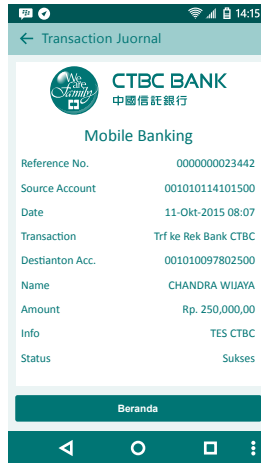 14:15
Transaction Juornal
We are Family
CTBC BANK
中國信託銀行
Mobile Banking
Reference No. 0000000023442
Source Account 001010114101500
Date 11-Okt-2015 08:07
Transaction Trf ke Rek Bank CTBC
Destianton Acc. 001010097802500
Name CHANDRA WIJAYA
Amount Rp. 250,000,00
Info TES CTBC
Status Sukses
Beranda